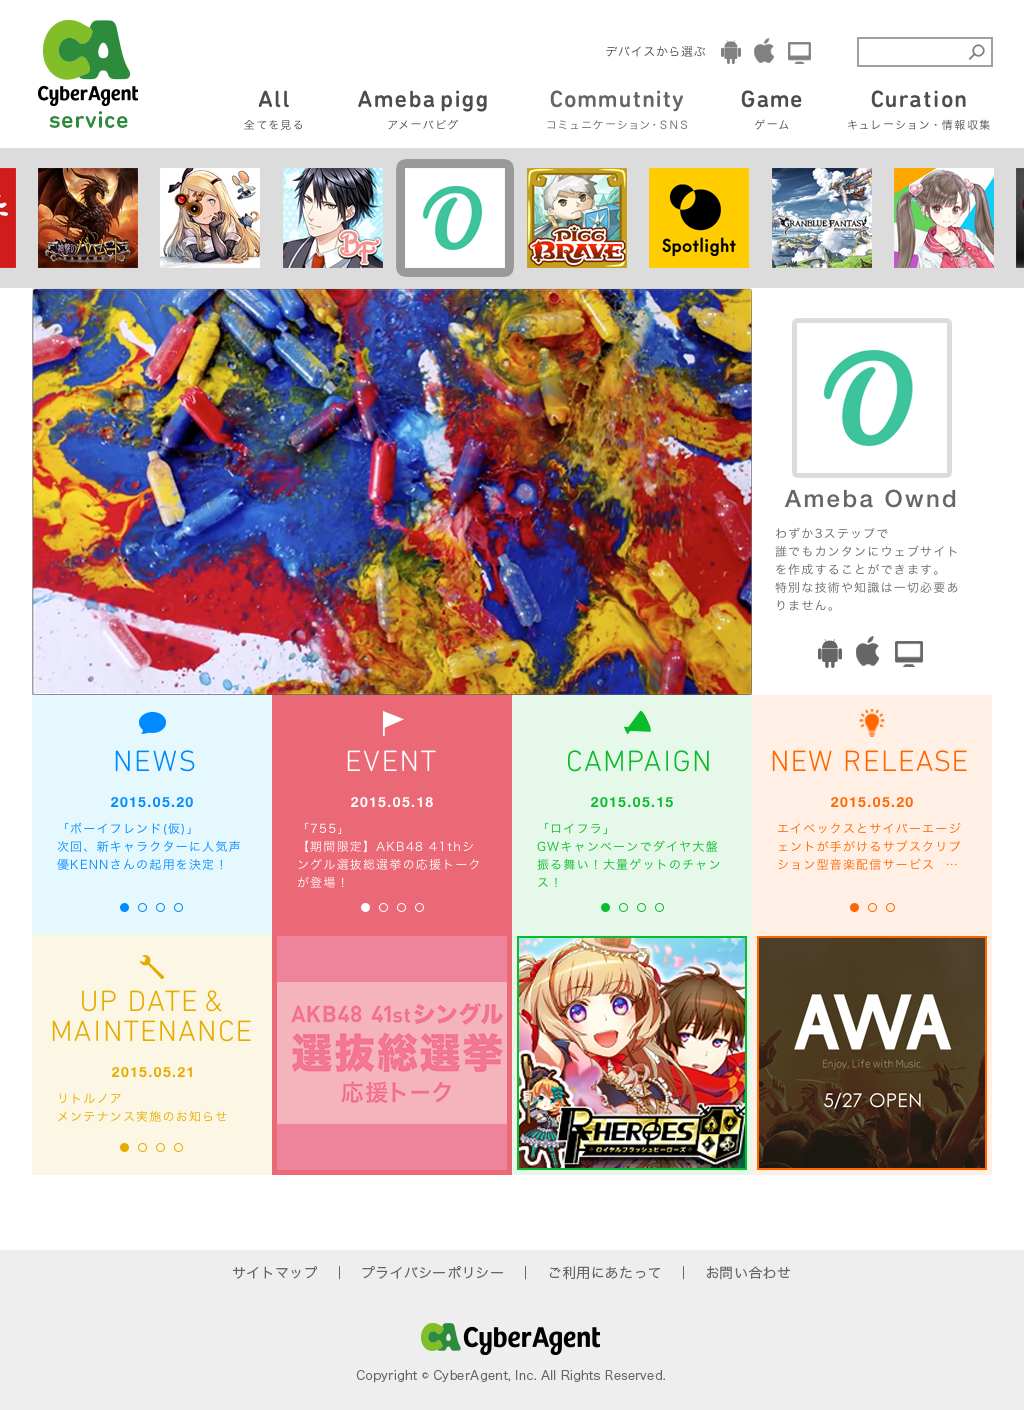 CyberAgent
service
デバイスから選ぶ
All
全てを見る
Ameba pigg
アメーバピグ
Commutnity
コミュニケーション・SNS
Game
ゲーム
Curation
キュレーション・情報収集
BF
PIGG
BRAVE
Spotlight
GRANBLUE FANTASY
Ameba Ownd
わずか3ステップで
誰でもカンタンにウェブサイト
を作成することができます。
特別な技術や知識は一切必要あ
りません。
NEWS
2015.05.20
「ボーイフレンド(仮)」
次回、新キャラクターに人気声
優KENNさんの起用を決定！
EVENT
2015.05.18
「755」
【期間限定】AKB48 41thシ
ングル選抜総選挙の応援トーク
が登場！
CAMPAIGN
2015.05.15
「ロイフラ」
GWキャンペーンでダイヤ大盤
振る舞い！大量ゲットのチャン
ス！
NEW RELEASE
2015.05.20
エイベックスとサイバーエージ
ェントが手がけるサブスクリプ
ション型音楽配信サービス …
UP DATE &
MAINTENANCE
2015.05.21
リトルノア
メンテナンス実施のお知らせ
AKB48 41stシングル
選抜総選挙
応援トーク
HEROES
ロイヤルフラッシュヒーローズ
AWA
Enjoy, Life with Music.
5/27 OPEN
サイトマップ | プライバシーポリシー | ご利用にあたって | お問い合わせ
CyberAgent
Copyright © CyberAgent, Inc. All Rights Reserved.